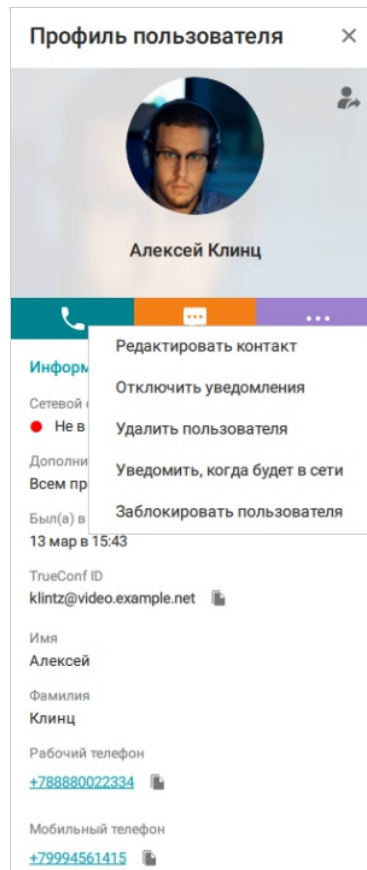 Профиль пользователя
Алексей Клинц
Редактировать контакт
Информ
Отключить уведомления
Сетевой
Не в
Удалить пользователя
Дополни
Уведомить, когда будет в сети
Всем пр
Заблокировать пользователя
Был(а) в
13 мар в 15:43
TrueConf ID
klintz@video.example.net
Имя
Алексей
Фамилия
Клинц
Рабочий телефон
+788880022334
Мобильный телефон
+79994561415